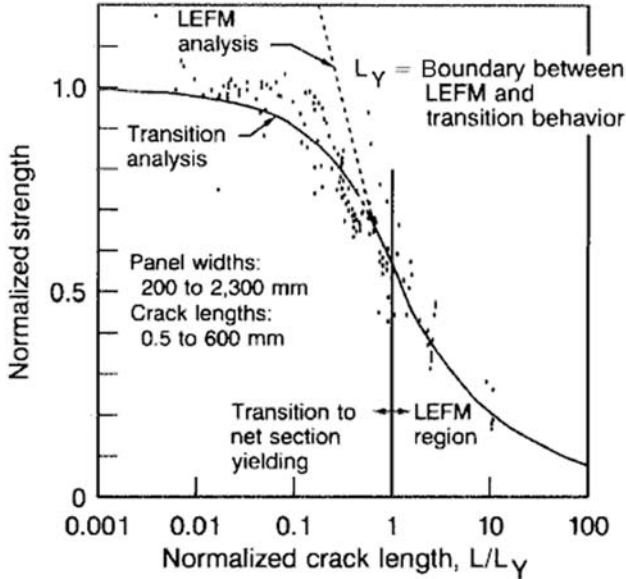 LEFM
analysis
L_Y = Boundary between
LEFM and
transition behavior
1.0
Transition
analysis
Normalized strength
Panel widths:
200 to 2,300 mm
Crack lengths:
0.5 to 600 mm
0.5
Transition to
net section
yielding
LEFM
region
0
0.001 0.01 0.1 1 10 100
Normalized crack length, L/L_Y